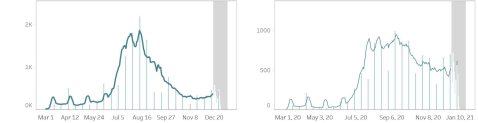 2K
1K
0K
Mar 1 Apr 12 May 24 Jul 5 Aug 16 Sep 27 Nov 8 Dec 20
1000
500
0
Mar 1, 20 May 3, 20 Jul 5, 20 Sep 6, 20 Nov 8, 20 Jan 10, 21